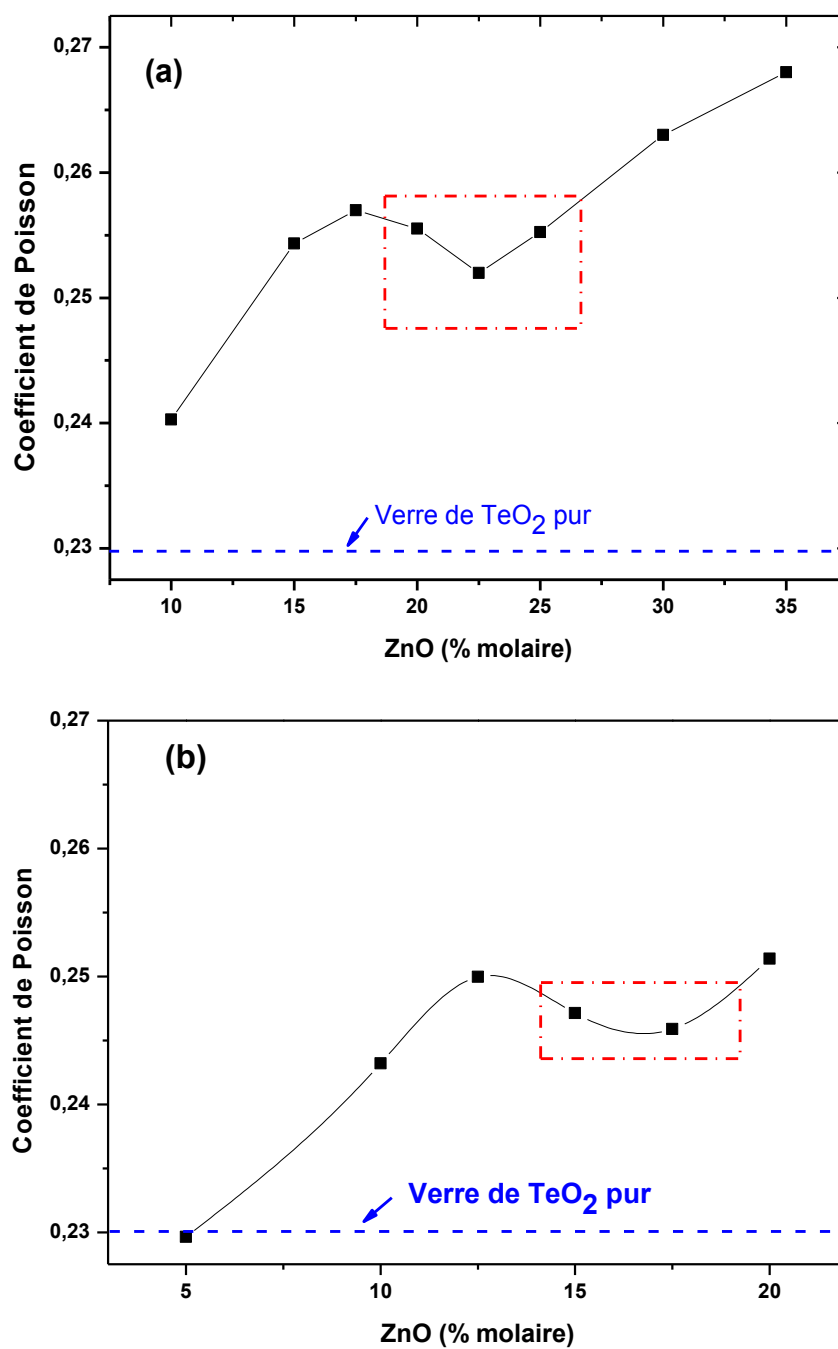 (a)
0,27
0,26
0,25
0,24
0,23
Coefficient de Poisson
Verre de TeO2 pur
10 15 20 25 30 35
ZnO (% molaire)
(b)
0,27
0,26
0,25
0,24
0,23
Coefficient de Poisson
Verre de TeO2 pur
5 10 15 20
ZnO (% molaire)